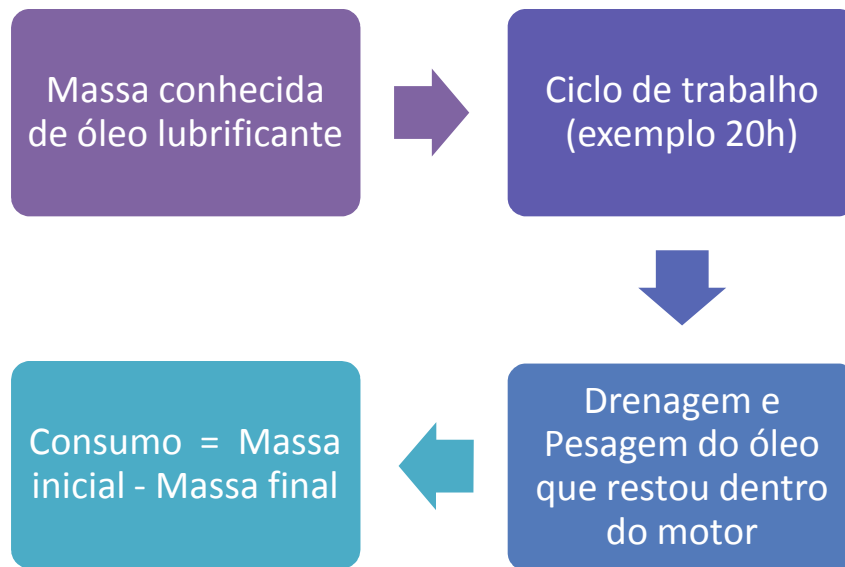 Massa conhecida
de óleo lubrificante
Ciclo de trabalho
(exemplo 20h)
Drenagem e
Pesagem do óleo
que restou dentro
do motor
Consumo = Massa
inicial - Massa final